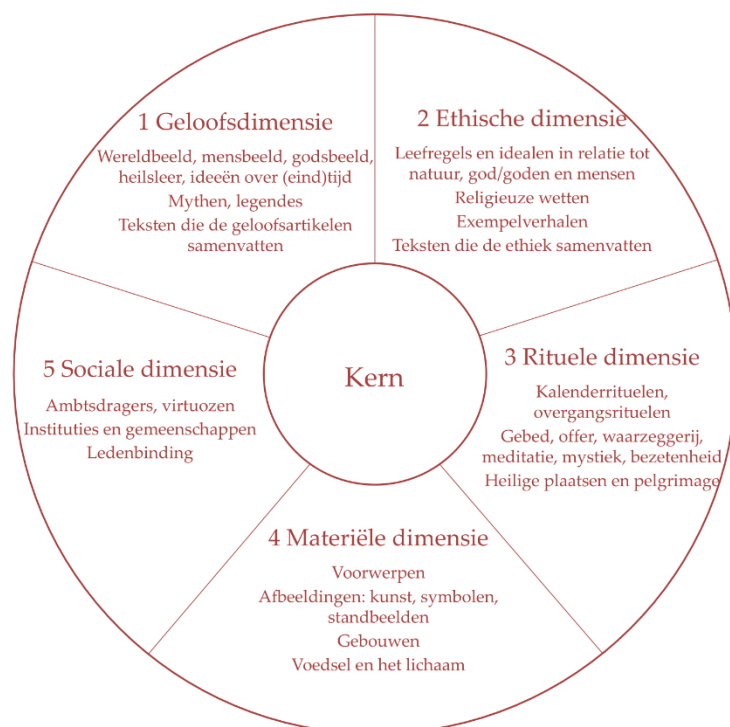 1 Geloofsdimensie
Wereldbeeld, mensbeeld, godsbeeld,
heilsleer, ideeën over (eind)tijd
Mythen, legendes
Teksten die de geloofsartikelen
samenvatten
2 Ethische dimensie
Leefregels en idealen in relatie tot
natuur, god/goden en mensen
Religieuze wetten
Exempelverhalen
Teksten die de ethiek samenvatten
3 Rituele dimensie
Kalenderrituelen,
overgangsrituelen
Gebed, offer, waarzeggerij,
meditatie, mystiek, bezetenheid
Heilige plaatsen en pelgrimage
4 Materiële dimensie
Voorwerpen
Afbeeldingen: kunst, symbolen,
standbeelden
Gebouwen
Voedsel en het lichaam
5 Sociale dimensie
Ambtsdragers, virtuozen
Instituties en gemeenschappen
Ledenbinding
Kern